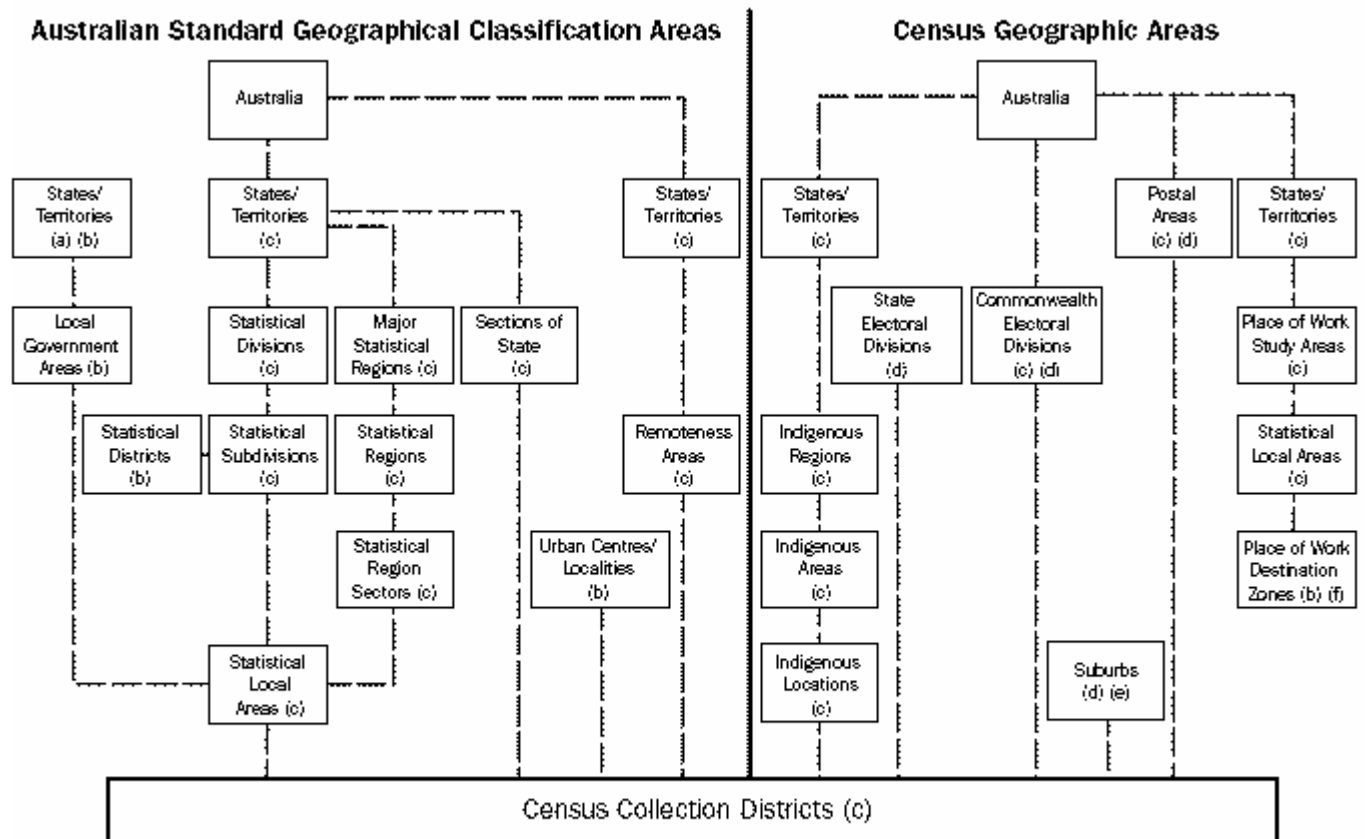 Australian Standard Geographical Classification Areas
Census Geographic Areas
Australia
States/
Territories
(a) (b)
States/
Territories
(c)
States/
Territories
(c)
Local
Government
Areas (b)
Statistical
Divisions
(c)
Major
Statistical
Regions (c)
Sections of
State
(c)
Statistical
Districts
(b)
Statistical
Subdivisions
(c)
Statistical
Regions
(c)
Remoteness
Areas
(c)
Statistical
Region
Sectors (c)
Urban Centres/
Localities
(b)
Statistical
Local
Areas (c)
Australia
States/
Territories
(c)
Postal
Areas
(c) (d)
States/
Territories
(c)
State
Electoral
Divisions
(d)
Commonwealth
Electoral
Divisions
(c) (d)
Place of Work
Study Areas
(c)
Indigenous
Regions
(c)
Statistical
Local Areas
(c)
Indigenous
Areas
(c)
Place of Work
Destination
Zones (b) (f)
Indigenous
Locations
(c)
Suburbs
(d) (e)
Census Collection Districts (c)